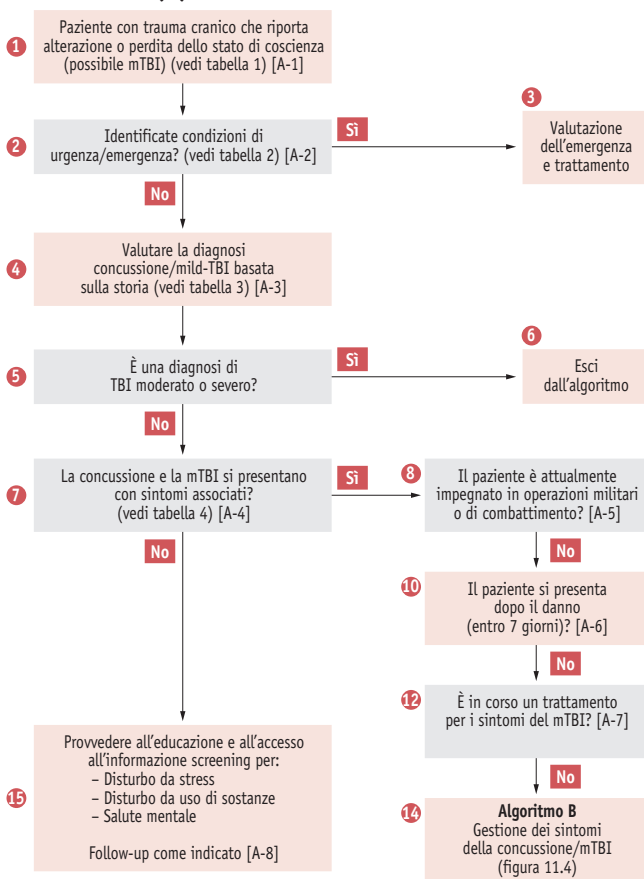 1
Paziente con trauma cranico che riporta
alterazione o perdita dello stato di coscienza
(possibile mTBI) (vedi tabella 1) [A-1]
2
Identificate condizioni di
urgenza/emergenza? (vedi tabella 2) [A-2]
Sì
3
Valutazione
dell'emergenza
e trattamento
No
4
Valutare la diagnosi
concussione/mild-TBI basata
sulla storia (vedi tabella 3) [A-3]
5
È una diagnosi di
TBI moderato o severo?
Sì
6
Esci
dall'algoritmo
No
7
La concussione e la mTBI si presentano
con sintomi associati?
(vedi tabella 4) [A-4]
Sì
8
Il paziente è attualmente
impegnato in operazioni militari
o di combattimento? [A-5]
No
No
10
Il paziente si presenta
dopo il danno
(entro 7 giorni)? [A-6]
No
12
È in corso un trattamento
per i sintomi del mTBI? [A-7]
No
14
Algoritmo B
Gestione dei sintomi
della concussione/mTBI
(figura 11.4)
15
Provvedere all'educazione e all'accesso
all'informazione screening per:
– Disturbo da stress
– Disturbo da uso di sostanze
– Salute mentale
Follow-up come indicato [A-8]